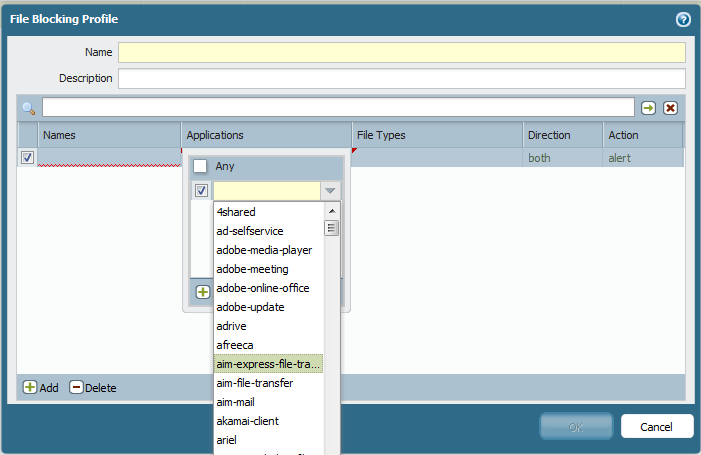 File Blocking Profile
Name
Description
Names Applications File Types Direction Action
both alert
Any
4shared
ad-selfservice
adobe-media-player
adobe-meeting
adobe-online-office
adobe-update
adrive
afreeca
aim-express-file-tra...
aim-file-transfer
aim-mail
akamai-client
ariel
Add Delete
OK Cancel